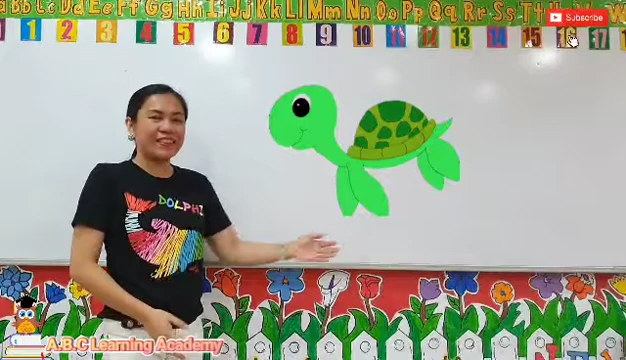 Aa Bb Cc Dd Ee Ff Gg Hh Ii Jj Kk Ll Mm Nn Oo Pp Qq Rr Ss Tt
Subscribe
1 2 3 4 5 6 7 8 9 10 11 12 13 14 15 16 17
DOLPHI
A.B.C Learning Academy